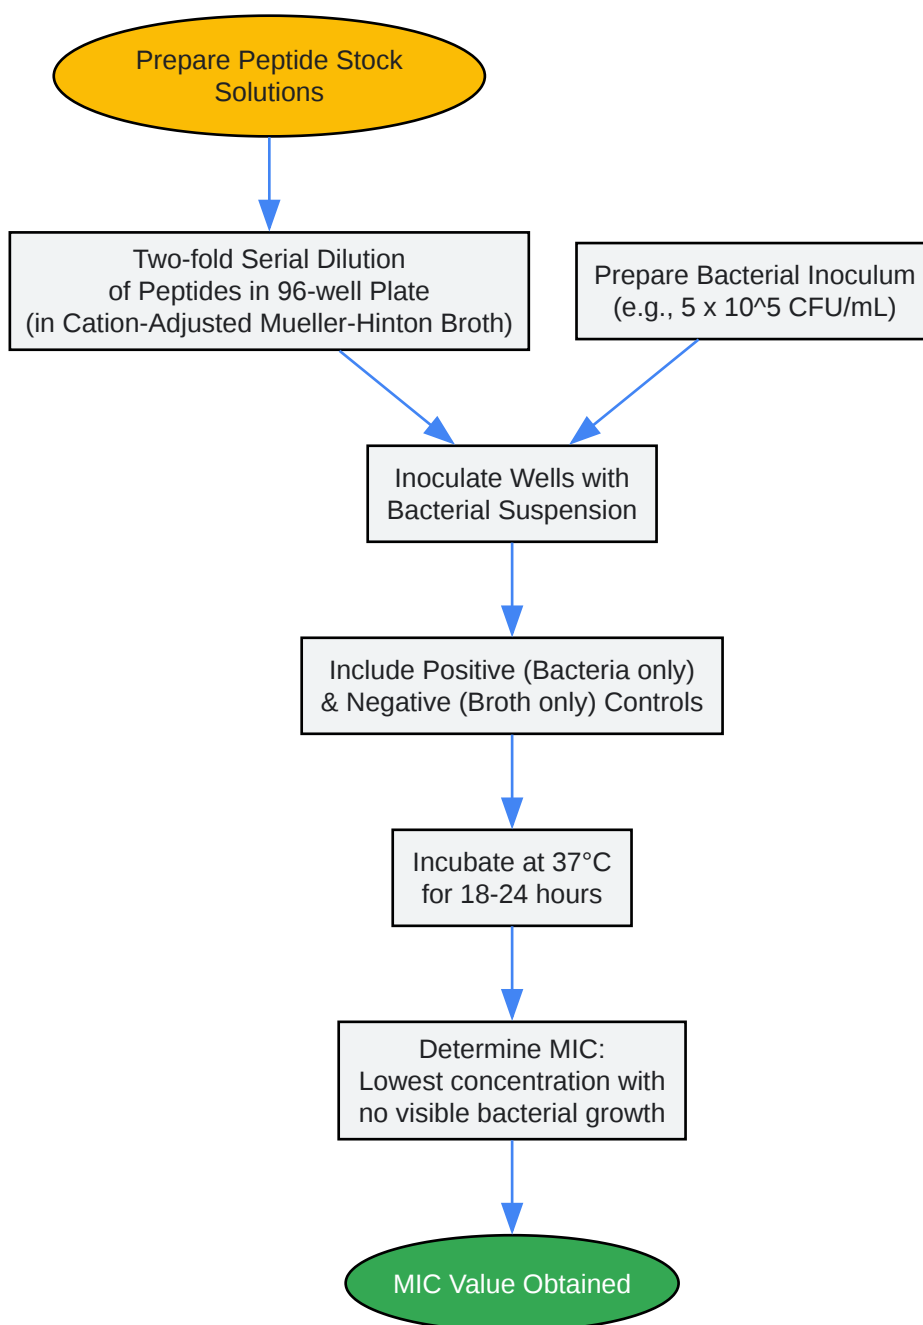 Prepare Peptide Stock
Solutions
Two-fold Serial Dilution
of Peptides in 96-well Plate
(in Cation-Adjusted Mueller-Hinton Broth)
Prepare Bacterial Inoculum
(e.g., 5 x 10^5 CFU/mL)
Inoculate Wells with
Bacterial Suspension
Include Positive (Bacteria only)
& Negative (Broth only) Controls
Incubate at 37°C
for 18-24 hours
Determine MIC:
Lowest concentration with
no visible bacterial growth
MIC Value Obtained